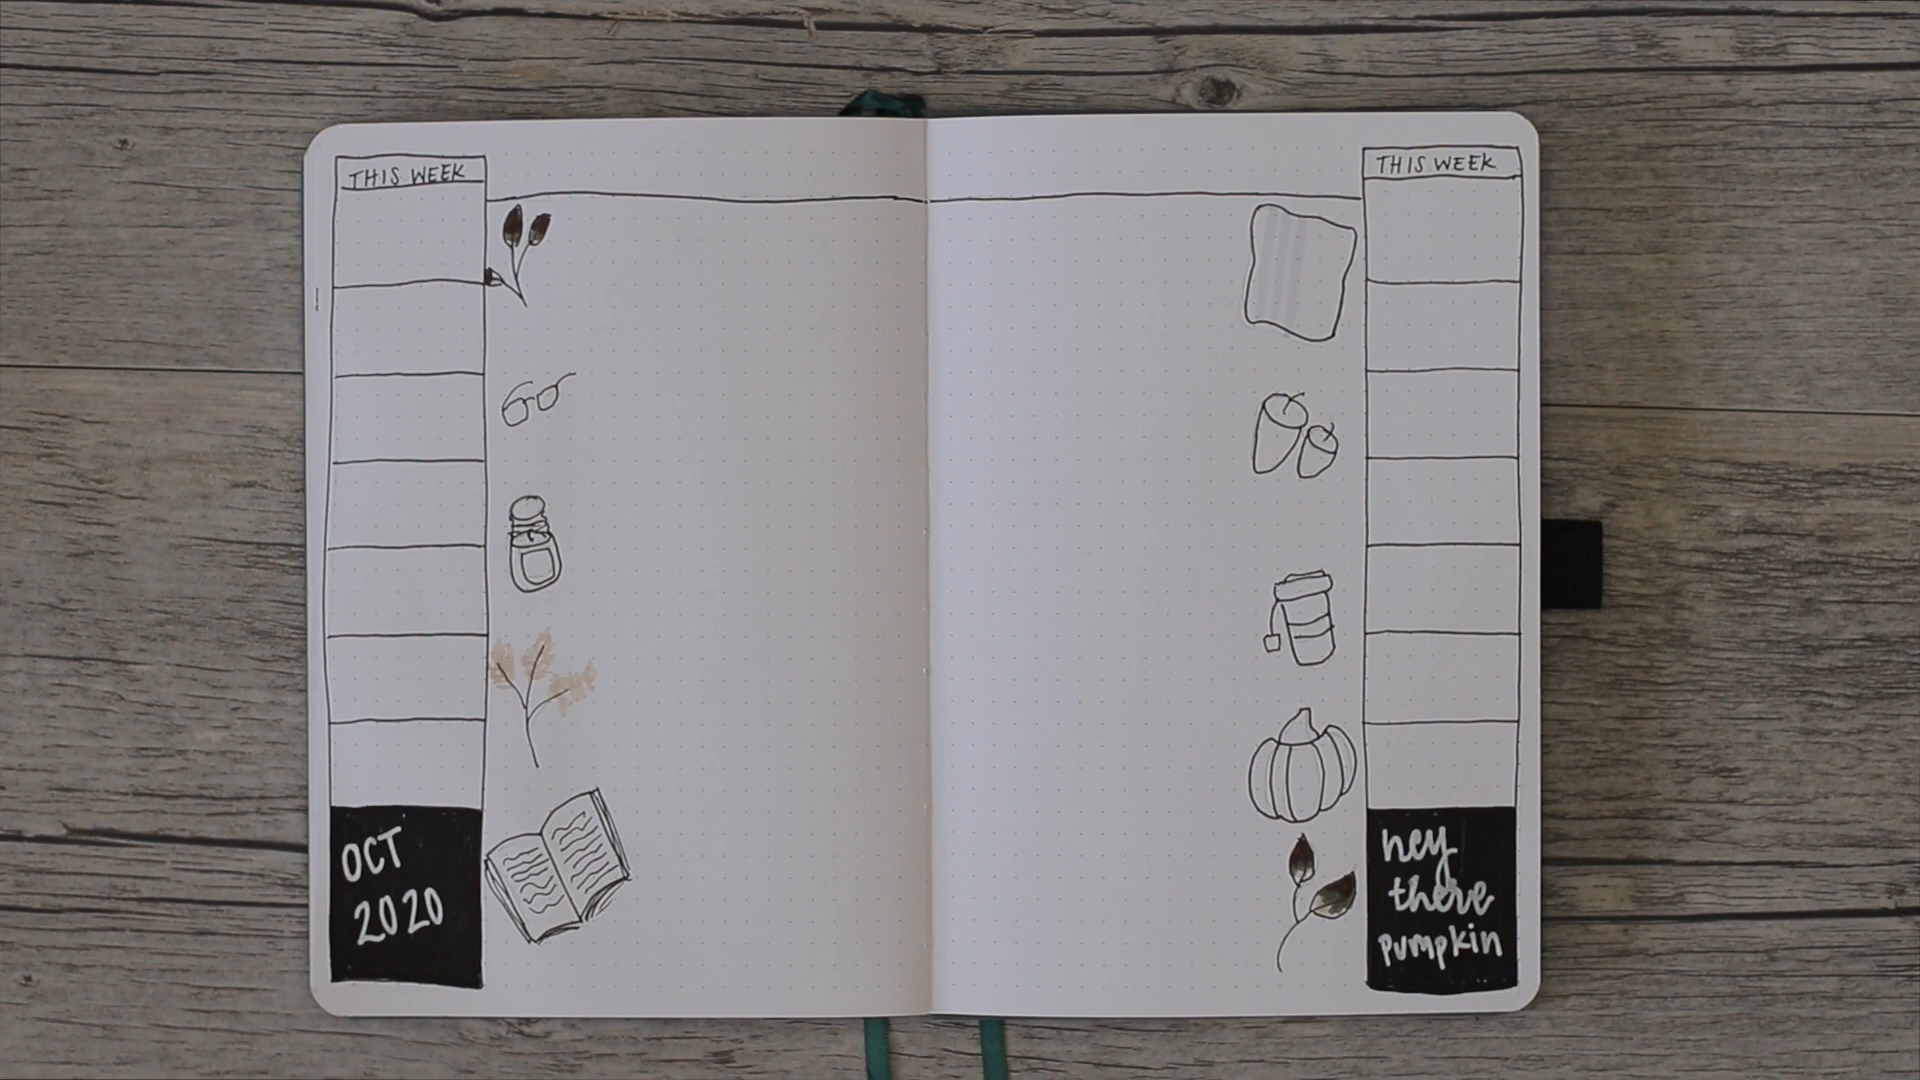 THIS WEEK
OCT
2020
THIS WEEK
hey
there
pumpkin